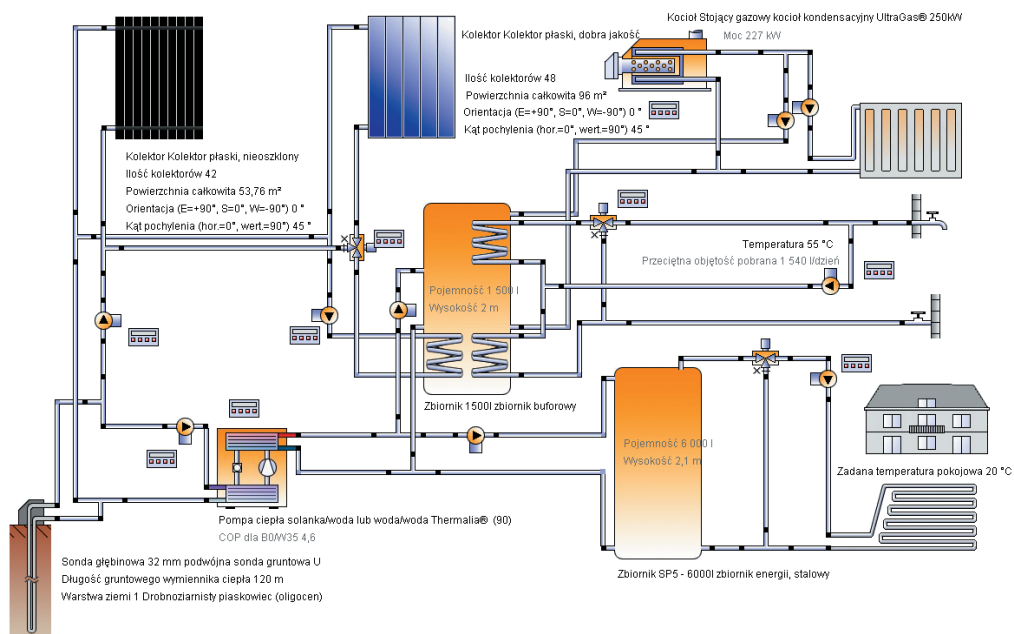 Kocioł Stojący gazowy kocioł kondensacyjny UltraGas® 250kW
Moc 227 kW
Kolektor Kolektor płaski, dobra jakość
Ilość kolektorów 48
Powierzchnia całkowita 96 m²
Orientacja (E=+90°, S=0°, W=-90°) 0 °
Kąt pochylenia (hor.=0°, wert.=90°) 45 °
Kolektor Kolektor płaski, nieoszklony
Ilość kolektorów 42
Powierzchnia całkowita 53,76 m²
Orientacja (E=+90°, S=0°, W=-90°) 0 °
Kąt pochylenia (hor.=0°, wert.=90°) 45 °
Temperatura 55 °C
Przeciętna objętość pobrana 1 540 l/dzień
Pojemność 1 500 l
Wysokość 2 m
Zbiornik 1500l zbiornik buforowy
Pojemność 6 000 l
Wysokość 2,1 m
Zadana temperatura pokojowa 20 °C
Pompa ciepła solanka/woda lub woda/woda Thermalia® (90)
COP dla B0/W35 4,6
Sonda głębinowa 32 mm podwójna sonda gruntowa U
Długość gruntowego wymiennika ciepła 120 m
Warstwa ziemi 1 Drobnoziarnisty piaskowiec (oligocen)
Zbiornik SP5 - 6000l zbiornik energii, stalowy